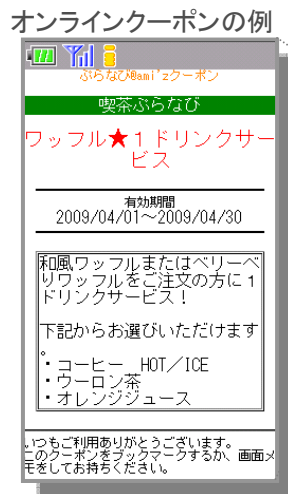 オンラインクーポンの例
ぶらなび@ami'zクーポン
喫茶ぶらなび
ワッフル★1ドリンクサー
ビス
有効期間
2009/04/01～2009/04/30
和風ワッフルまたはベリーベ
リワッフルをご注文の方に1
ドリンクサービス！
下記からお選びいただけます
。
・コーヒー　HOT／ICE
・ウーロン茶
・オレンジジュース
いつもご利用ありがとうございます。
このクーポンをブックマークするか、画面メ
モをしてお持ちください。